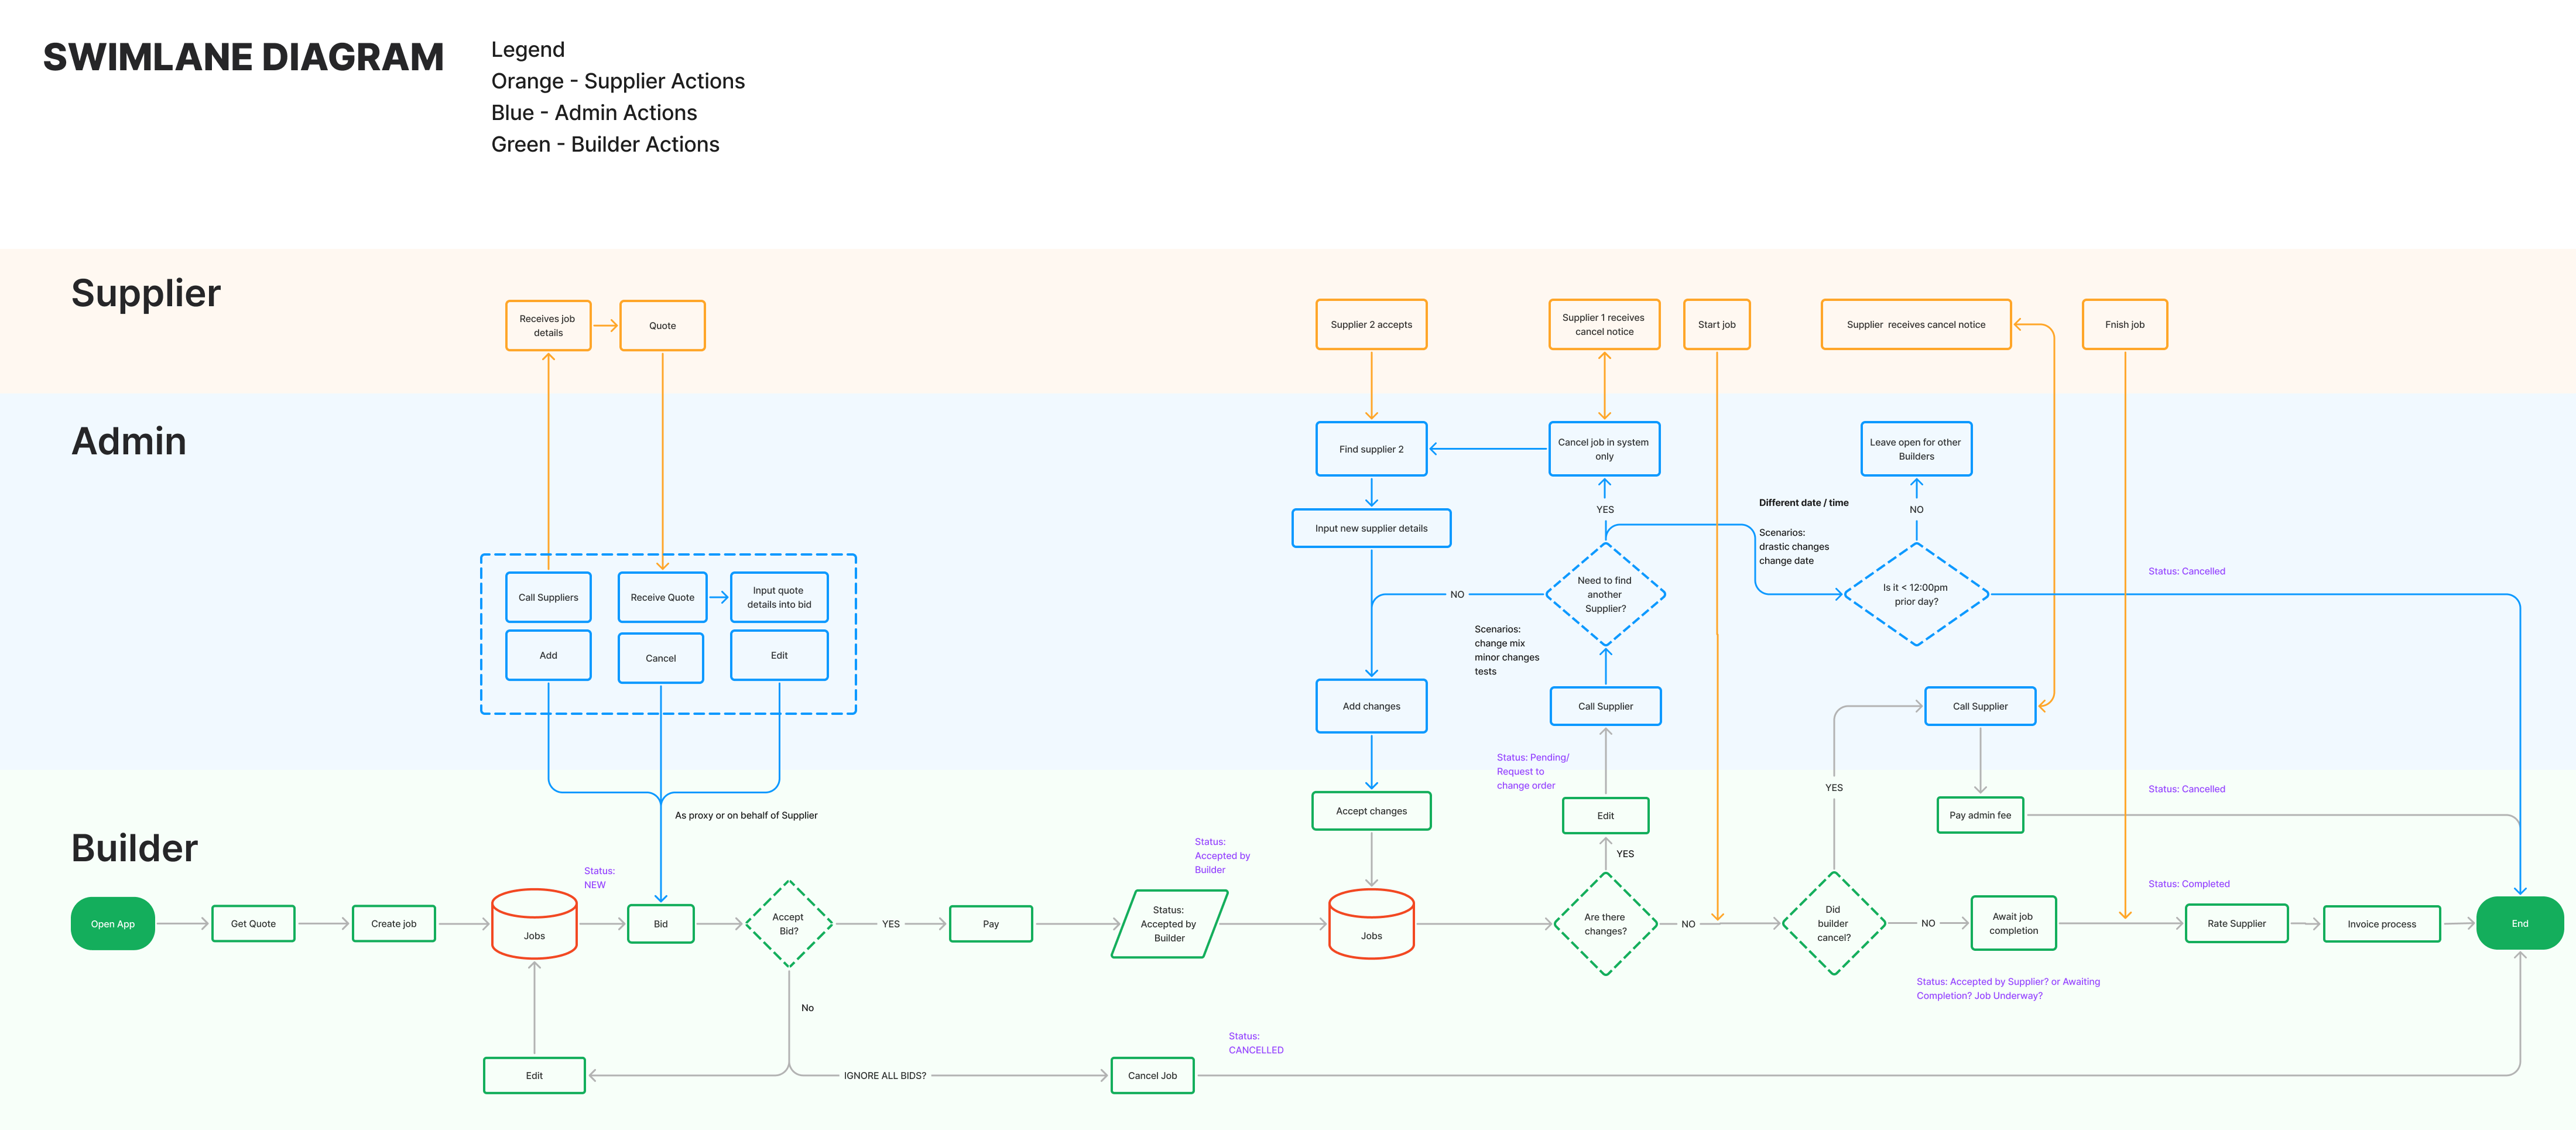 SWIMLANE DIAGRAM
Legend
Orange - Supplier Actions
Blue - Admin Actions
Green - Builder Actions
Supplier
Receives job
details
Quote
Supplier 2 accepts
Supplier 1 receives
cancel notice
Start job
Supplier  receives cancel notice
Fnish job
Admin
Find supplier 2
Cancel job in system
only
Leave open for other
Builders
YES
Different date / time
NO
Input new supplier details
Scenarios:
drastic changes
change date
Status: Cancelled
Call Suppliers
Receive Quote
Input quote
details into bid
NO
Need to find
another
Supplier?
Is it < 12:00pm
prior day?
Add
Cancel
Edit
Scenarios:
change mix
minor changes
tests
Add changes
Call Supplier
Call Supplier
Status: Pending/
Request to
change order
YES
Status: Cancelled
Builder
As proxy or on behalf of Supplier
Accept changes
Edit
Pay admin fee
Status:
Accepted by
Builder
YES
Status:
NEW
Status: Completed
Open App
Get Quote
Create job
Jobs
Bid
Accept
Bid?
YES
Pay
Status:
Accepted by
Builder
Jobs
Are there
changes?
NO
Did
builder
cancel?
NO
Await job
completion
Rate Supplier
Invoice process
End
Status: Accepted by Supplier? or Awaiting
Completion? Job Underway?
No
Status:
CANCELLED
Edit
IGNORE ALL BIDS?
Cancel Job